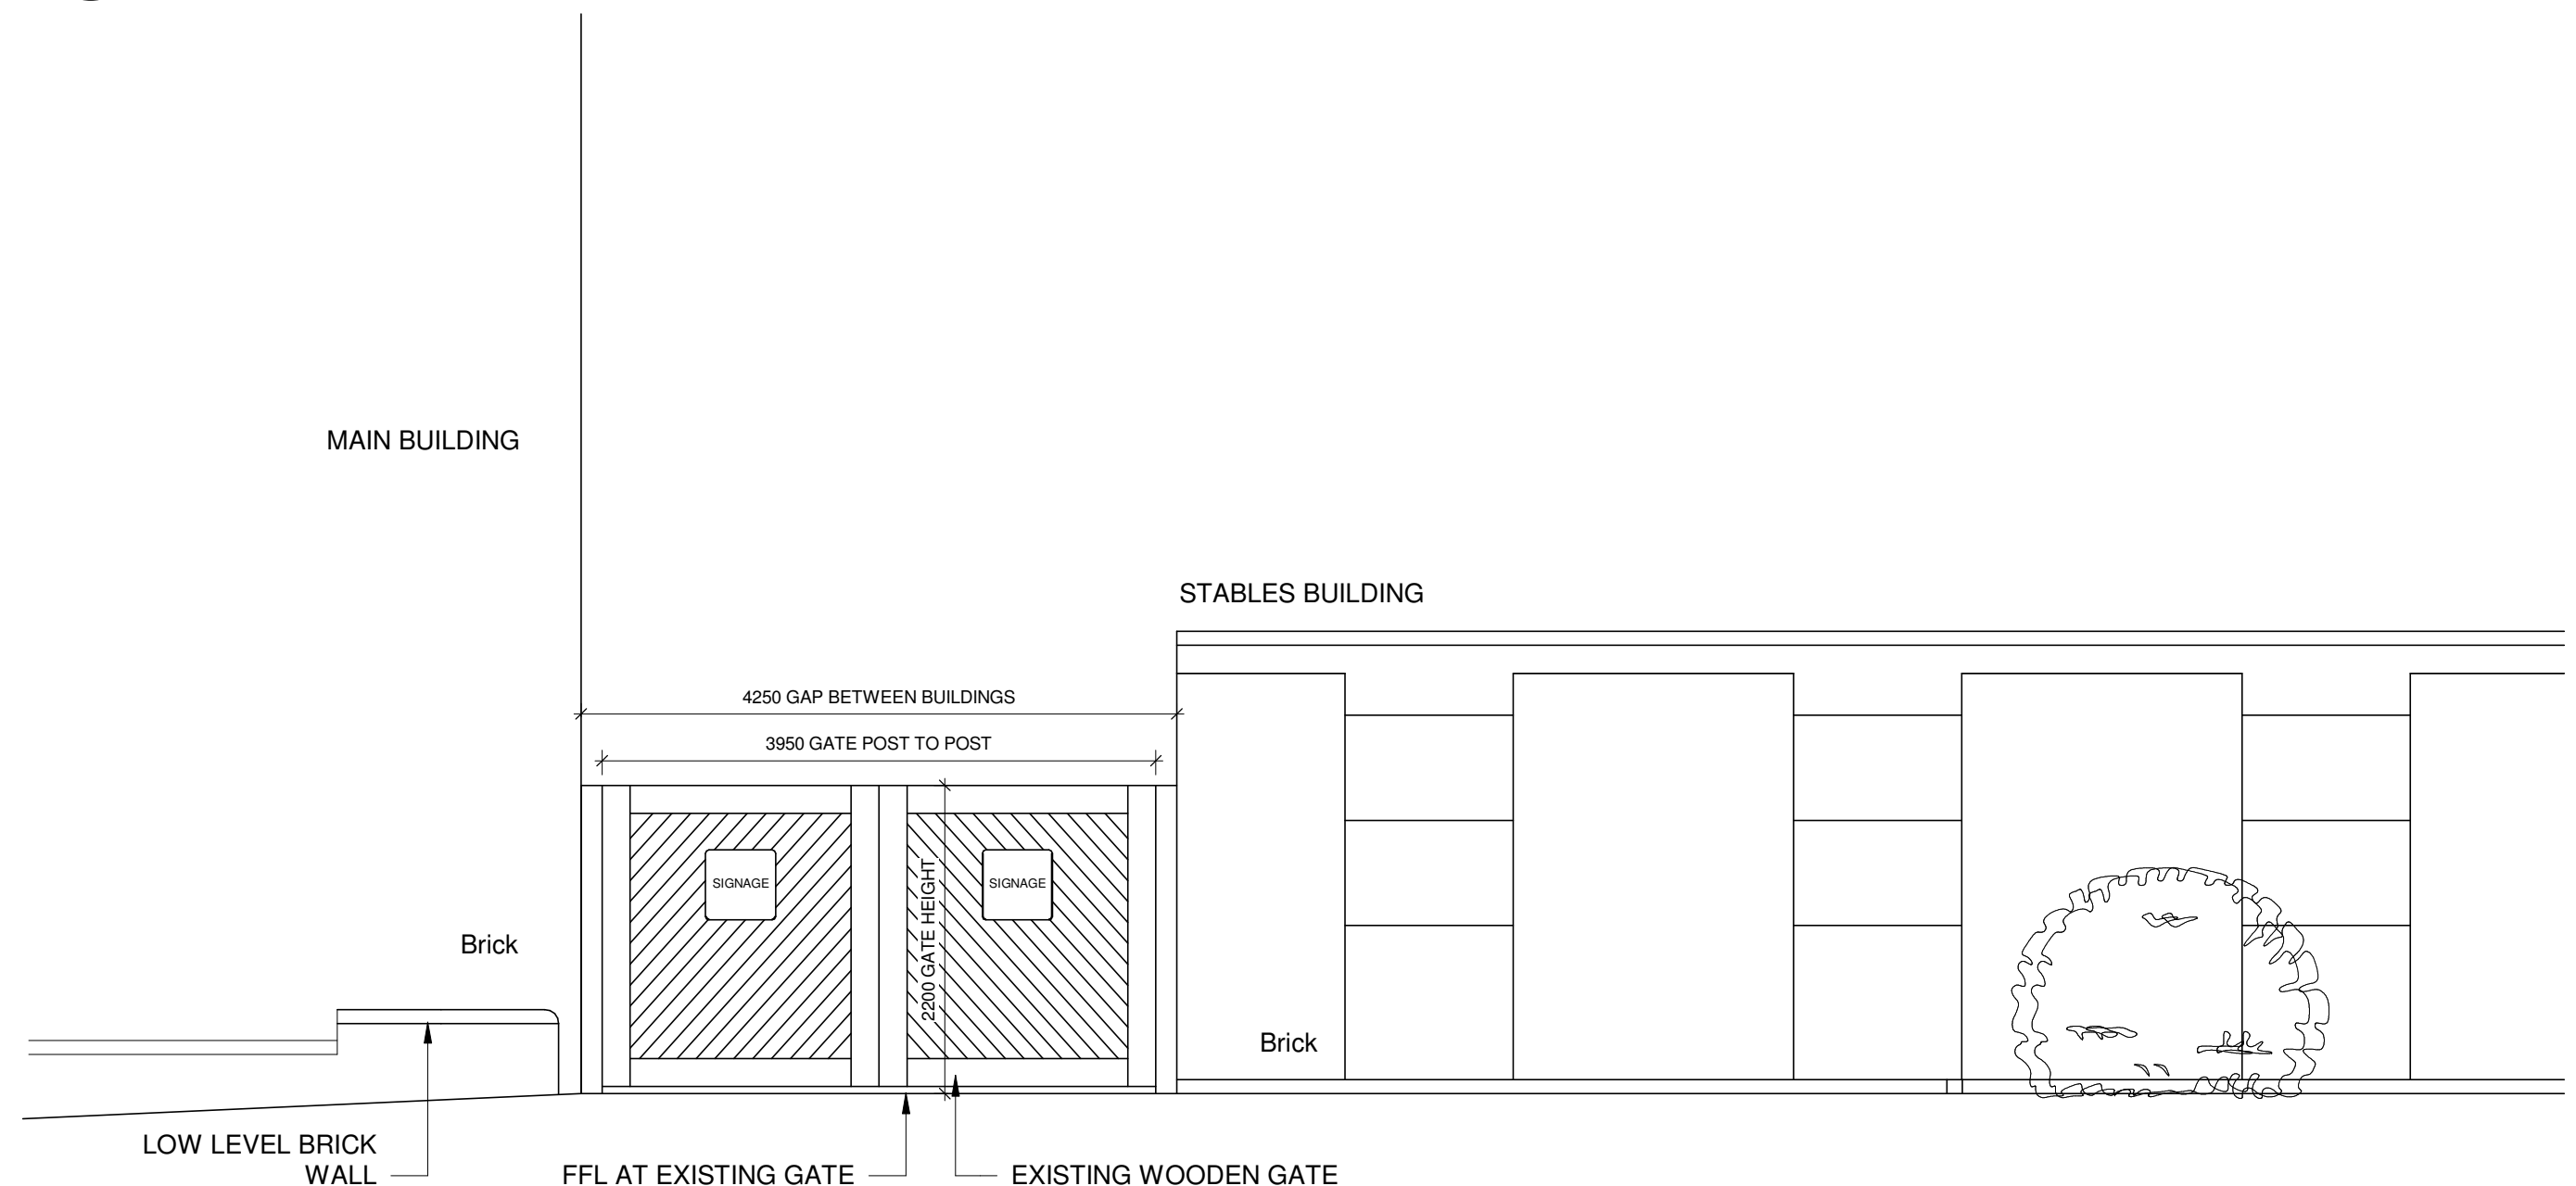 MAIN BUILDING
STABLES BUILDING
4250 GAP BETWEEN BUILDINGS
3950 GATE POST TO POST
SIGNAGE
SIGNAGE
2200 GATE HEIGHT
Brick
Brick
LOW LEVEL BRICK
WALL
FFL AT EXISTING GATE
EXISTING WOODEN GATE